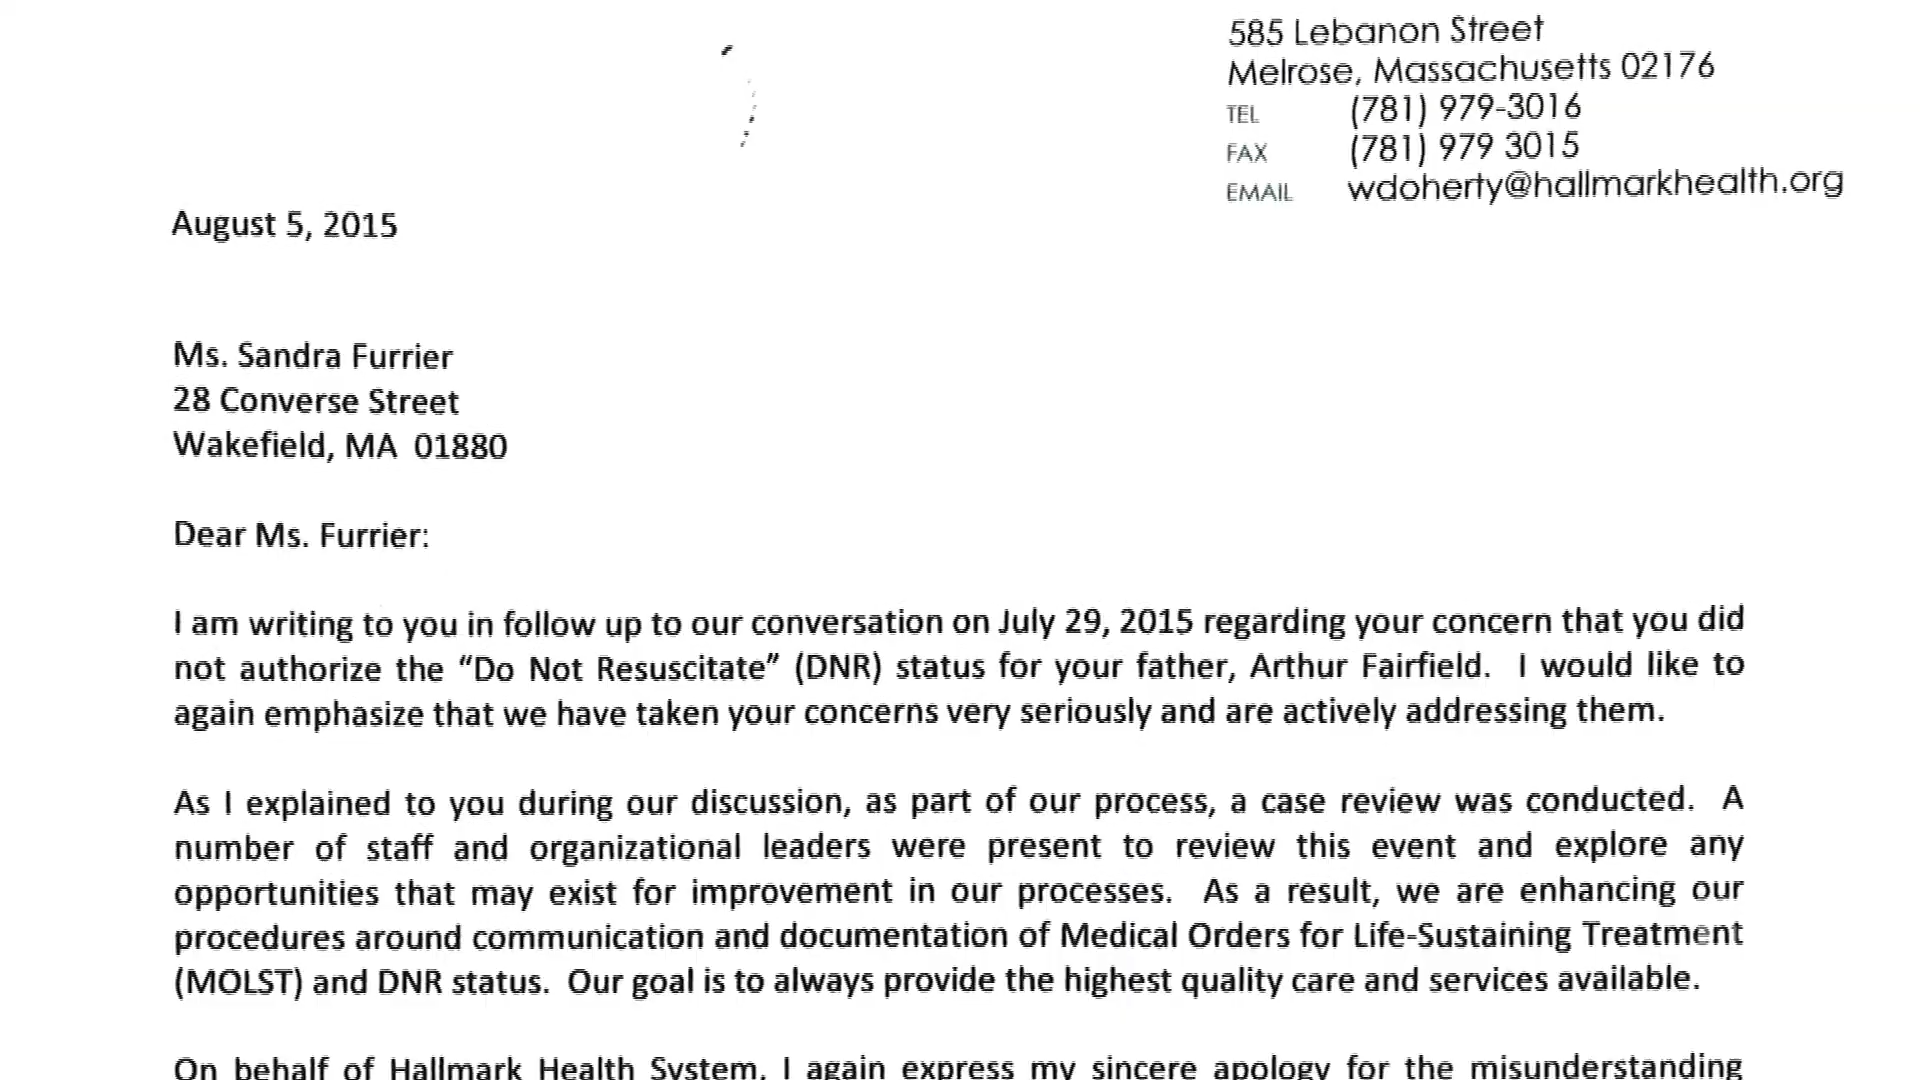 585 Lebanon Street
Melrose, Massachusetts 02176
TEL (781) 979-3016
FAX (781) 979 3015
EMAIL wdoherty@hallmarkhealth.org
August 5, 2015
Ms. Sandra Furrier
28 Converse Street
Wakefield, MA 01880
Dear Ms. Furrier:
I am writing to you in follow up to our conversation on July 29, 2015 regarding your concern that you did
not authorize the “Do Not Resuscitate” (DNR) status for your father, Arthur Fairfield. I would like to
again emphasize that we have taken your concerns very seriously and are actively addressing them.
As I explained to you during our discussion, as part of our process, a case review was conducted. A
number of staff and organizational leaders were present to review this event and explore any
opportunities that may exist for improvement in our processes. As a result, we are enhancing our
procedures around communication and documentation of Medical Orders for Life-Sustaining Treatment
(MOLST) and DNR status. Our goal is to always provide the highest quality care and services available.
On behalf of Hallmark Health System, I again express my sincere apology for the misunderstanding